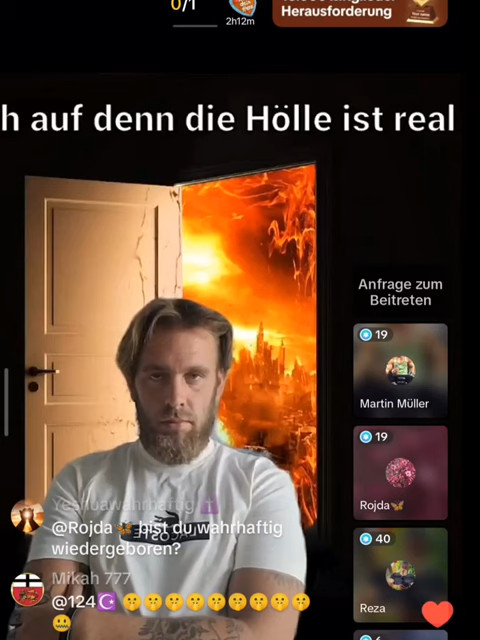 0/1
2h12m
Herausforderung
h auf denn die Hölle ist real
Anfrage zum
Beitreten
19
Martin Müller
19
Rojda🦋
40
Reza
Yeshuawahrhaftig
@Rojda 🦋 bist du wahrhaftig
wiedergeboren?
Mikah 777
@124☪️ 🤫🤫🤫🤫🤫🤫🤫🤫🤫
🤐